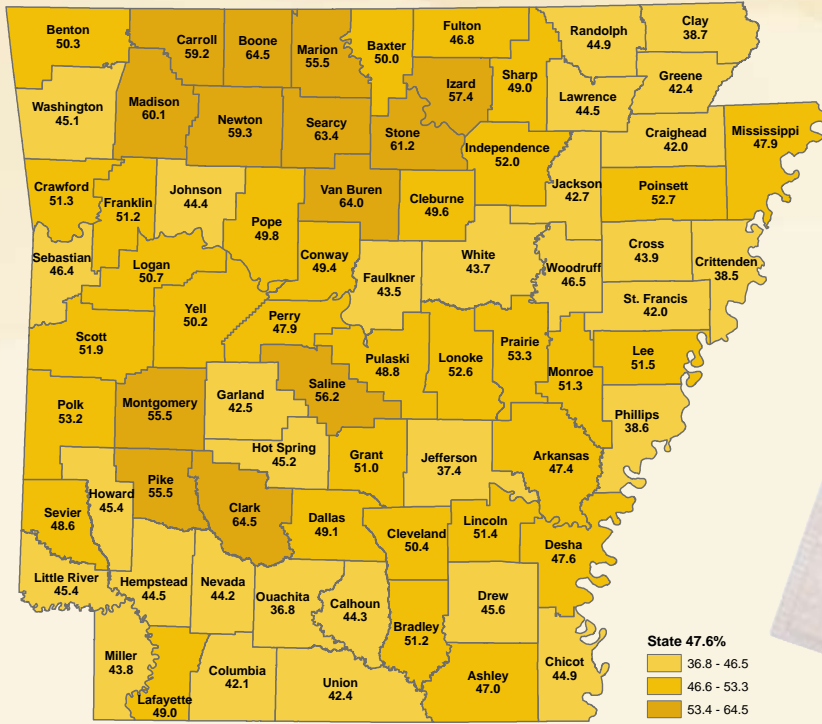 Benton
50.3
Carroll
59.2
Boone
64.5
Marion
55.5
Baxter
50.0
Fulton
46.8
Randolph
44.9
Clay
38.7
Washington
45.1
Madison
60.1
Newton
59.3
Searcy
63.4
Stone
61.2
Izard
57.4
Sharp
49.0
Lawrence
44.5
Greene
42.4
Independence
52.0
Craighead
42.0
Mississippi
47.9
Crawford
51.3
Franklin
51.2
Johnson
44.4
Pope
49.8
Van Buren
64.0
Cleburne
49.6
Jackson
42.7
Poinsett
52.7
Sebastian
46.4
Logan
50.7
Conway
49.4
Faulkner
43.5
White
43.7
Woodruff
46.5
Cross
43.9
Crittenden
38.5
St. Francis
42.0
Scott
51.9
Yell
50.2
Perry
47.9
Pulaski
48.8
Lonoke
52.6
Prairie
53.3
Monroe
51.3
Lee
51.5
Polk
53.2
Montgomery
55.5
Garland
42.5
Saline
56.2
Phillips
38.6
Hot Spring
45.2
Grant
51.0
Jefferson
37.4
Arkansas
47.4
Sevier
48.6
Howard
45.4
Pike
55.5
Clark
64.5
Dallas
49.1
Cleveland
50.4
Lincoln
51.4
Desha
47.6
Little River
45.4
Hempstead
44.5
Nevada
44.2
Ouachita
36.8
Calhoun
44.3
Bradley
51.2
Drew
45.6
Miller
43.8
Lafayette
49.0
Columbia
42.1
Union
42.4
Ashley
47.0
Chicot
44.9
State 47.6%
36.8 - 46.5
46.6 - 53.3
53.4 - 64.5